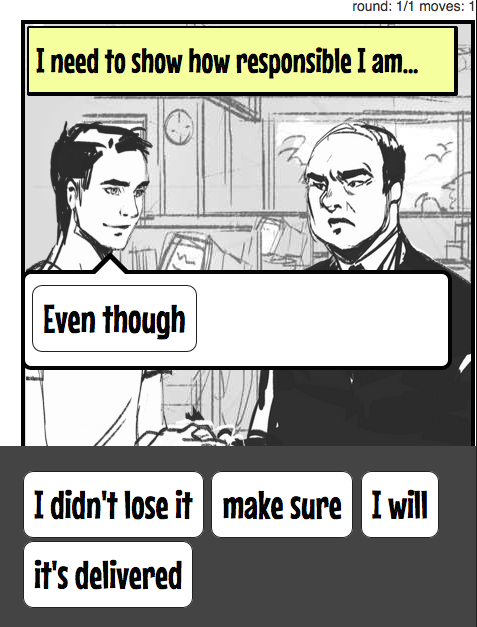 round: 1/1 moves: 1
I need to show how responsible I am...
Even though
I didn't lose it make sure I will
it's delivered